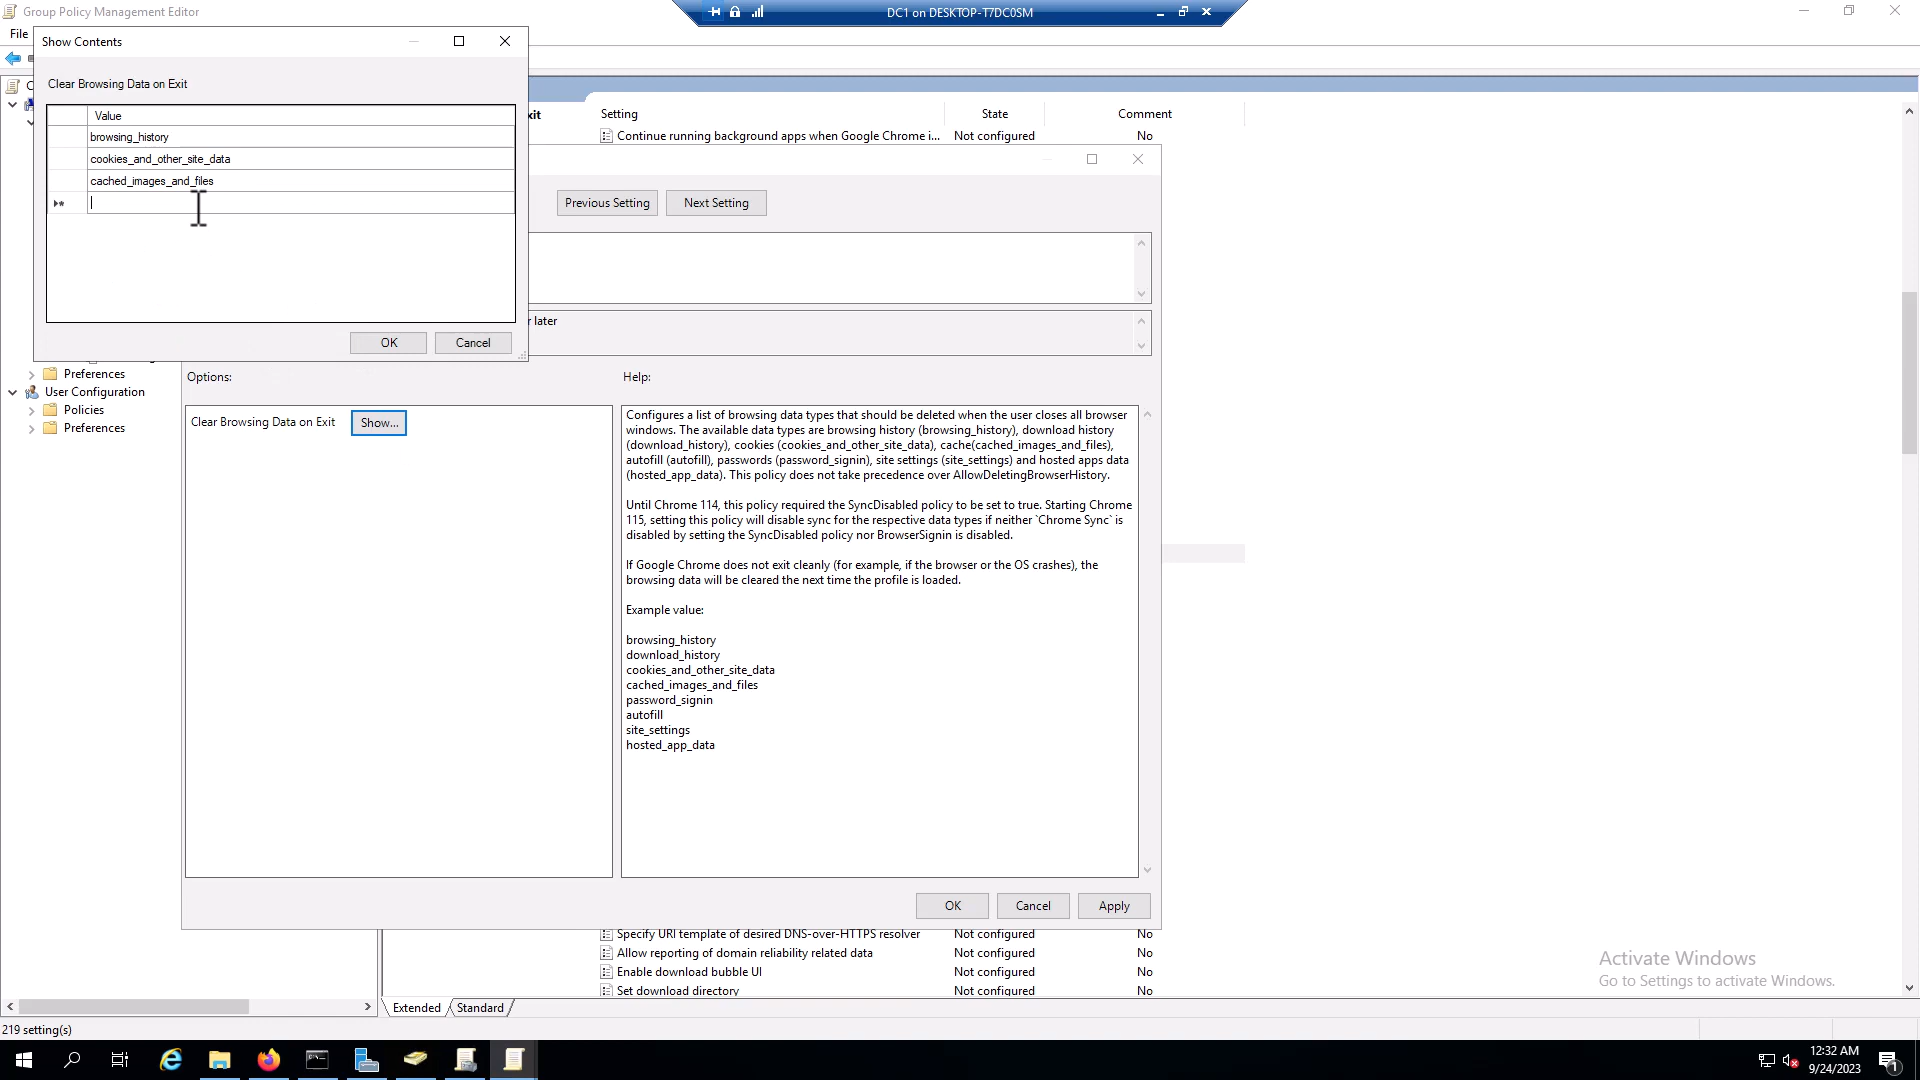 Group Policy Management Editor
DC1 on DESKTOP-T7DC0SM
File
Show Contents
Clear Browsing Data on Exit
Value
browsing_history
cookies_and_other_site_data
cached_images_and_files
OK
Cancel
Setting
State
Comment
Continue running background apps when Google Chrome i...
Not configured
No
Previous Setting
Next Setting
later
Preferences
User Configuration
Policies
Preferences
Options:
Help:
Clear Browsing Data on Exit
Show...
Configures a list of browsing data types that should be deleted when the user closes all browser
windows. The available data types are browsing history (browsing_history), download history
(download_history), cookies (cookies_and_other_site_data), cache(cached_images_and_files),
autofill (autofill), passwords (password_signin), site settings (site_settings) and hosted apps data
(hosted_app_data). This policy does not take precedence over AllowDeletingBrowserHistory.
Until Chrome 114, this policy required the SyncDisabled policy to be set to true. Starting Chrome
115, setting this policy will disable sync for the respective data types if neither `Chrome Sync` is
disabled by setting the SyncDisabled policy nor BrowserSignin is disabled.
If Google Chrome does not exit cleanly (for example, if the browser or the OS crashes), the
browsing data will be cleared the next time the profile is loaded.
Example value:
browsing_history
download_history
cookies_and_other_site_data
cached_images_and_files
password_signin
autofill
site_settings
hosted_app_data
OK
Cancel
Apply
Specify URI template of desired DNS-over-HTTPS resolver
Not configured
No
Allow reporting of domain reliability related data
Not configured
No
Enable download bubble UI
Not configured
No
Set download directory
Not configured
No
Activate Windows
Go to Settings to activate Windows.
Extended
Standard
219 setting(s)
12:32 AM
9/24/2023
1